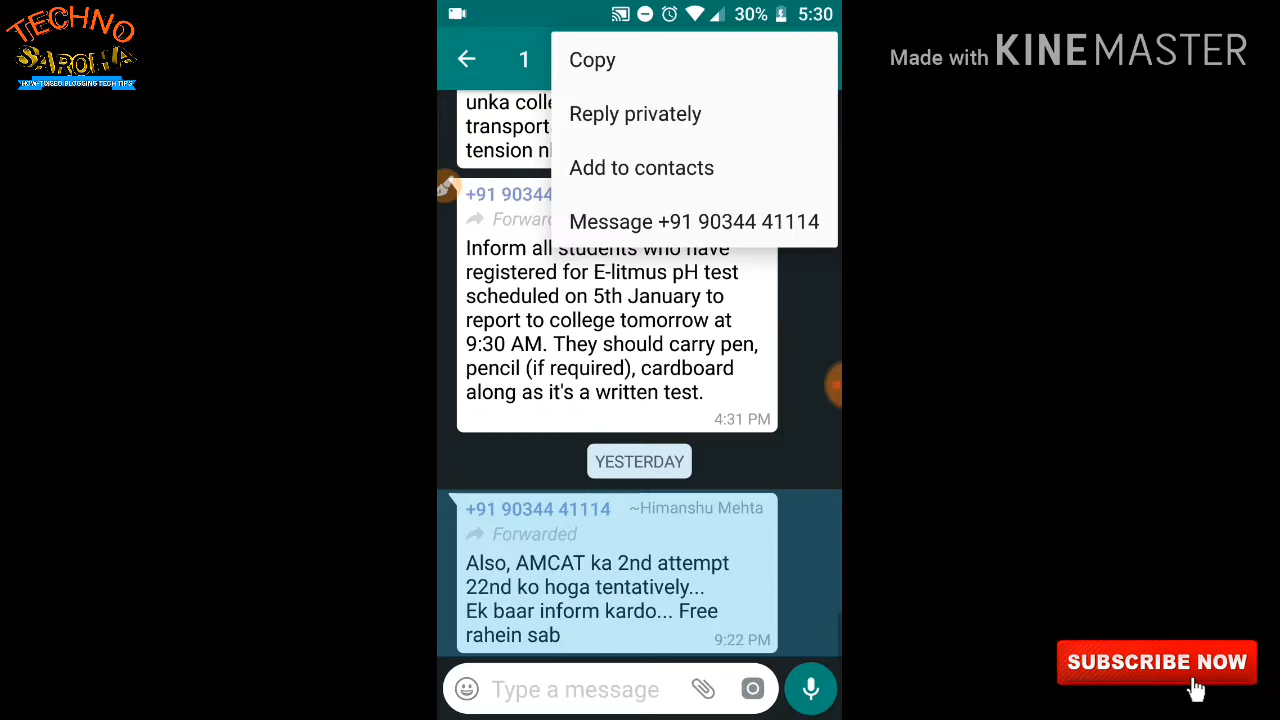 TECHNO
SAROHA
30% 5:30
Made with KINEMASTER
1
Copy
Reply privately
Add to contacts
Message +91 90344 41114
unka colle
transport
tension n
+91 90344
Forward
Inform all students who have
registered for E-litmus pH test
scheduled on 5th January to
report to college tomorrow at
9:30 AM. They should carry pen,
pencil (if required), cardboard
along as it's a written test.
4:31 PM
YESTERDAY
+91 90344 41114 ~Himanshu Mehta
Forwarded
Also, AMCAT ka 2nd attempt
22nd ko hoga tentatively...
Ek baar inform kardo... Free
rahein sab
9:22 PM
Type a message
SUBSCRIBE NOW